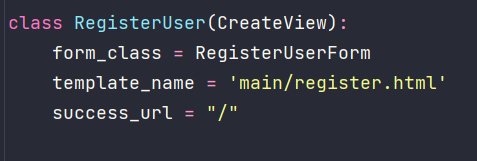 class RegisterUser(CreateView):
    form_class = RegisterUserForm
    template_name = 'main/register.html'
    success_url = "/"